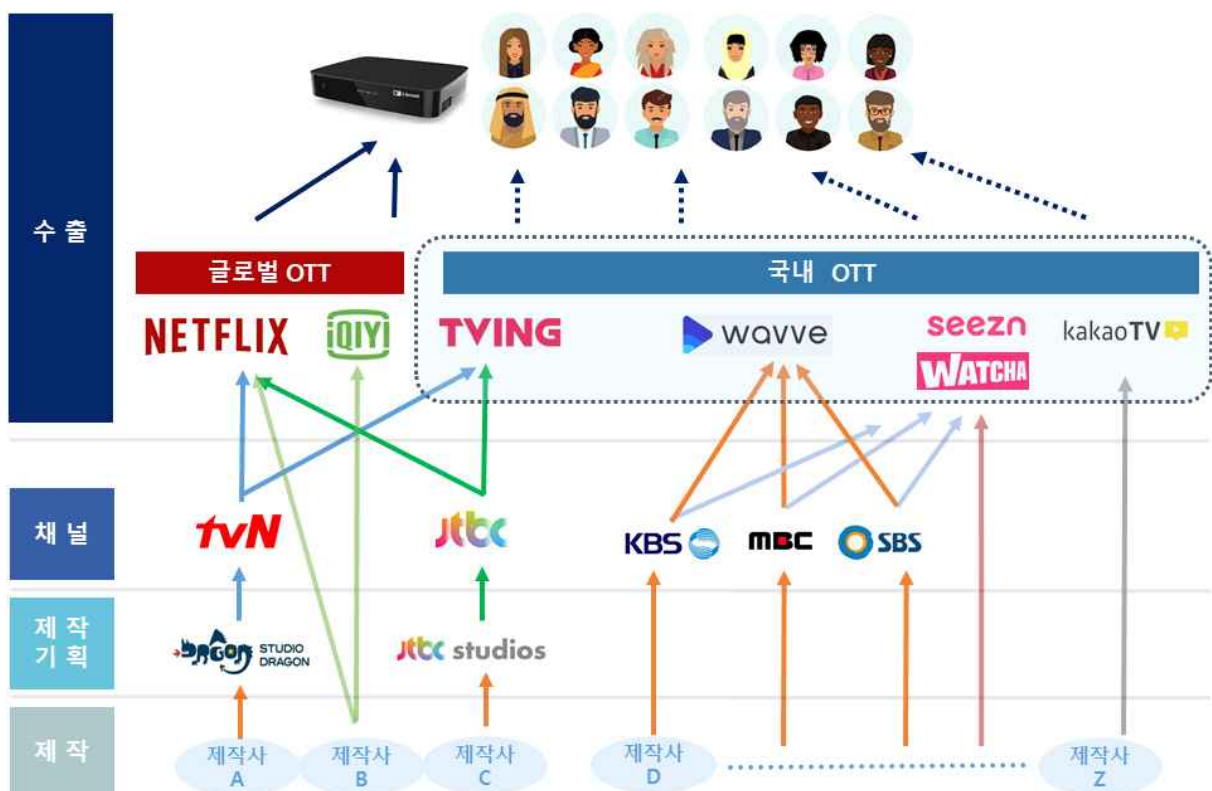 수 출
글로벌 OTT
국내 OTT
NETFLIX
iQIYI
TVING
wavve
seezn
WATCHA
kakaoTV
채 널
tvN
jtbc
KBS
MBC
SBS
제 작
기 획
DRAGON
STUDIO
DRAGON
jtbc studios
제 작
제작사
A
제작사
B
제작사
C
제작사
D
제작사
Z